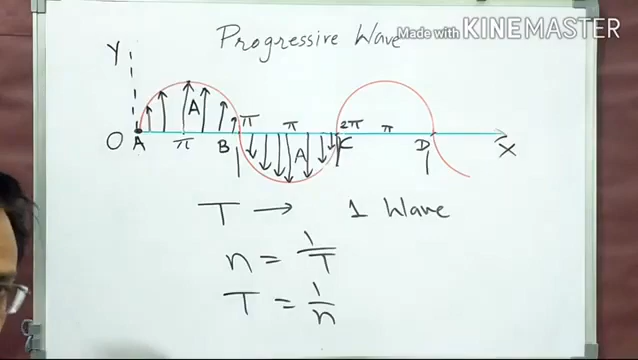 Progressive Wave
Made with KINEMASTER
Y
A A
π π 2π π
O A π B C D X
T → 1 Wave
n = 1/T
T = 1/n